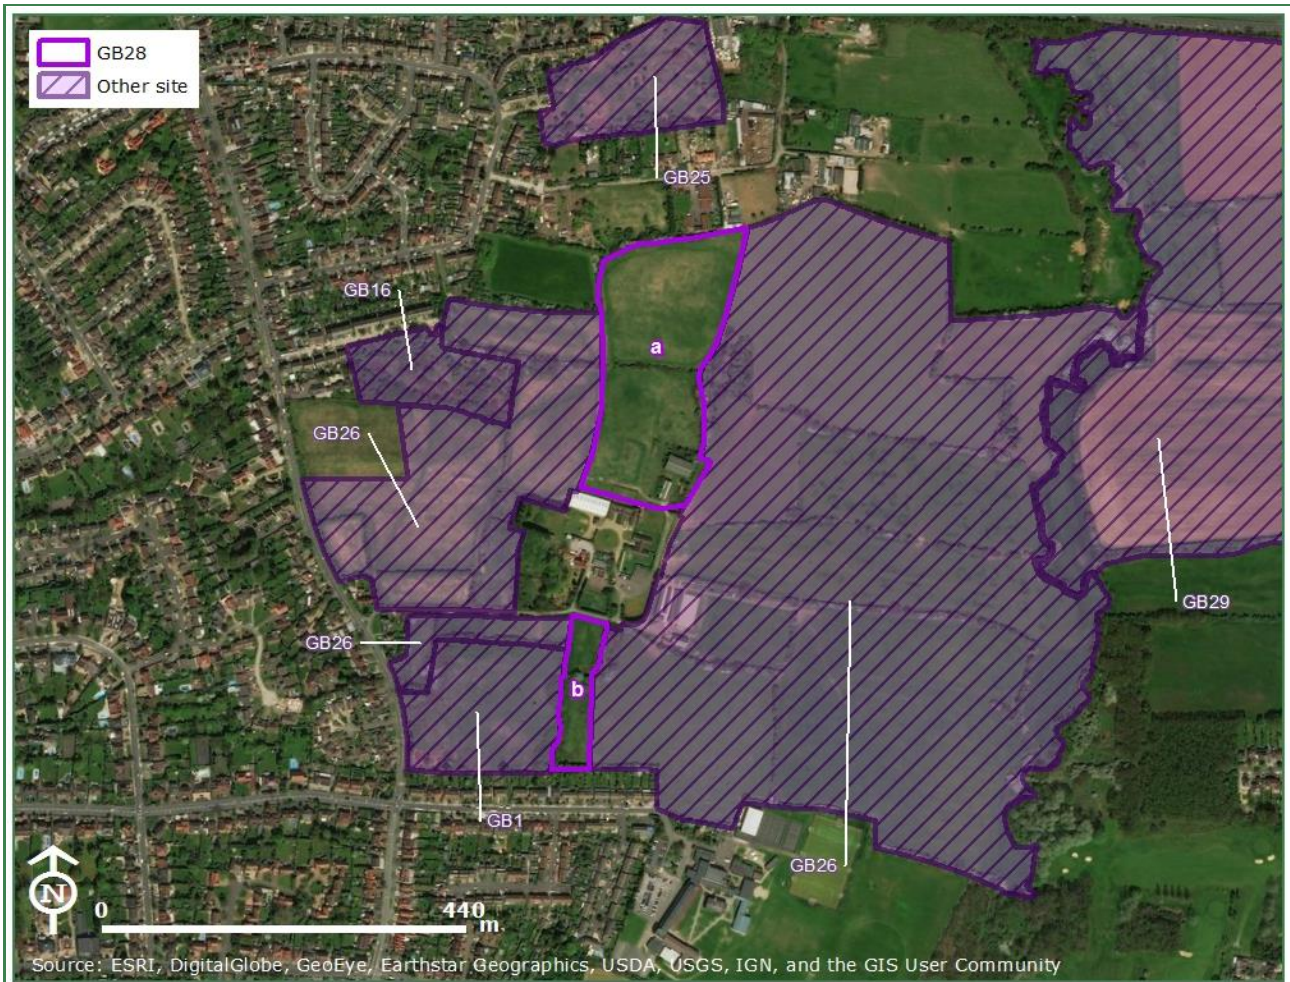 GB28
Other site
GB25
GB16
a
GB26
GB29
GB26
b
GB1
GB26
N
0 440 m
Source: ESRI, DigitalGlobe, GeoEye, Earthstar Geographics, USDA, USGS, IGN, and the GIS User Community